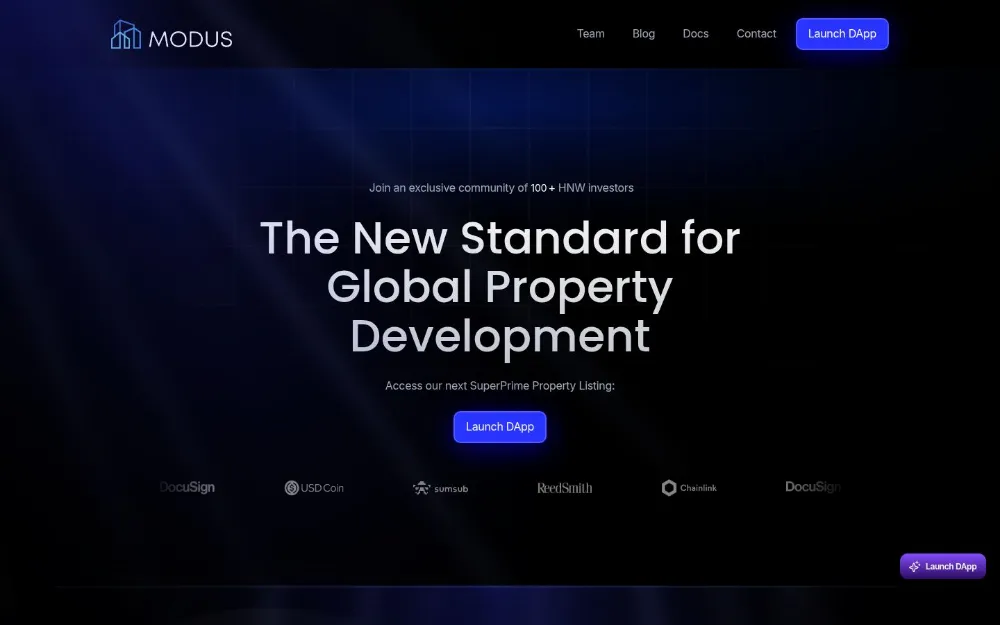 MODUS
Team Blog Docs Contact Launch DApp
Join an exclusive community of 100+ HNW investors
The New Standard for
Global Property
Development
Access our next SuperPrime Property Listing:
Launch DApp
DocuSign USD Coin sumsub ReedSmith Chainlink DocuSign
Launch DApp